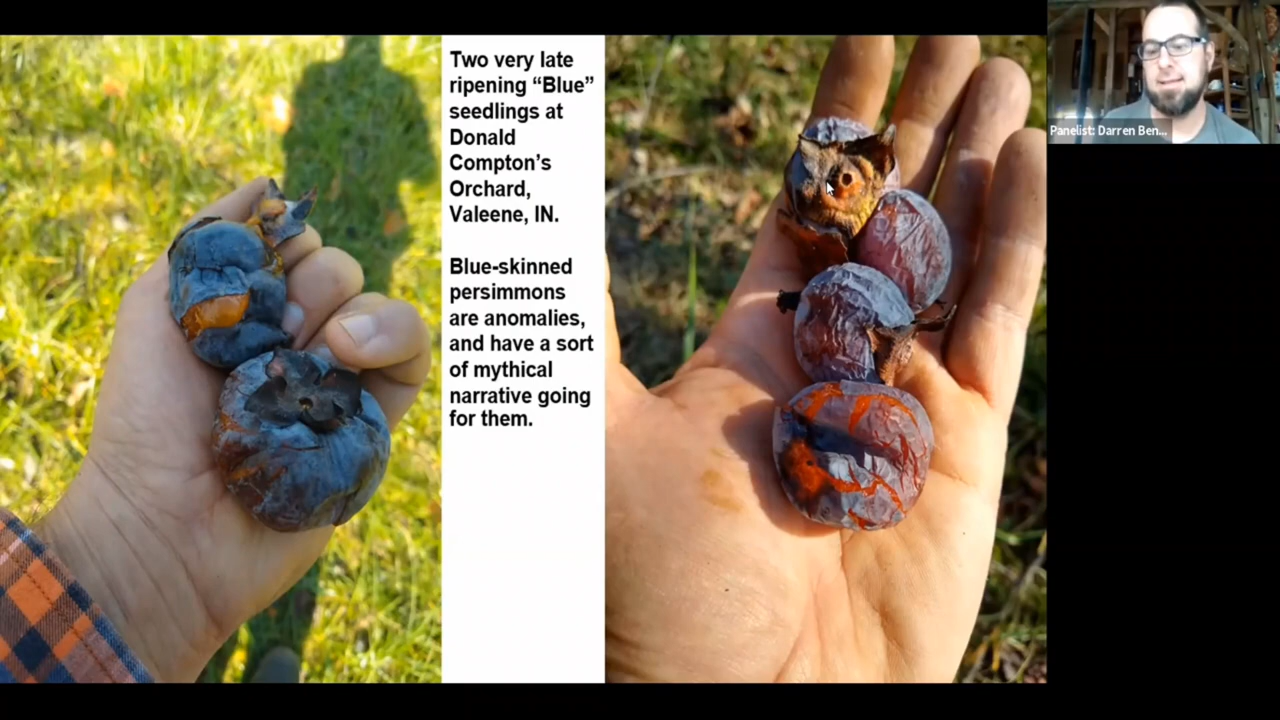 Two very late
ripening “Blue”
seedlings at
Donald
Compton’s
Orchard,
Valeene, IN.
Blue-skinned
persimmons
are anomalies,
and have a sort
of mythical
narrative going
for them.
Panelist: Darren Ben...